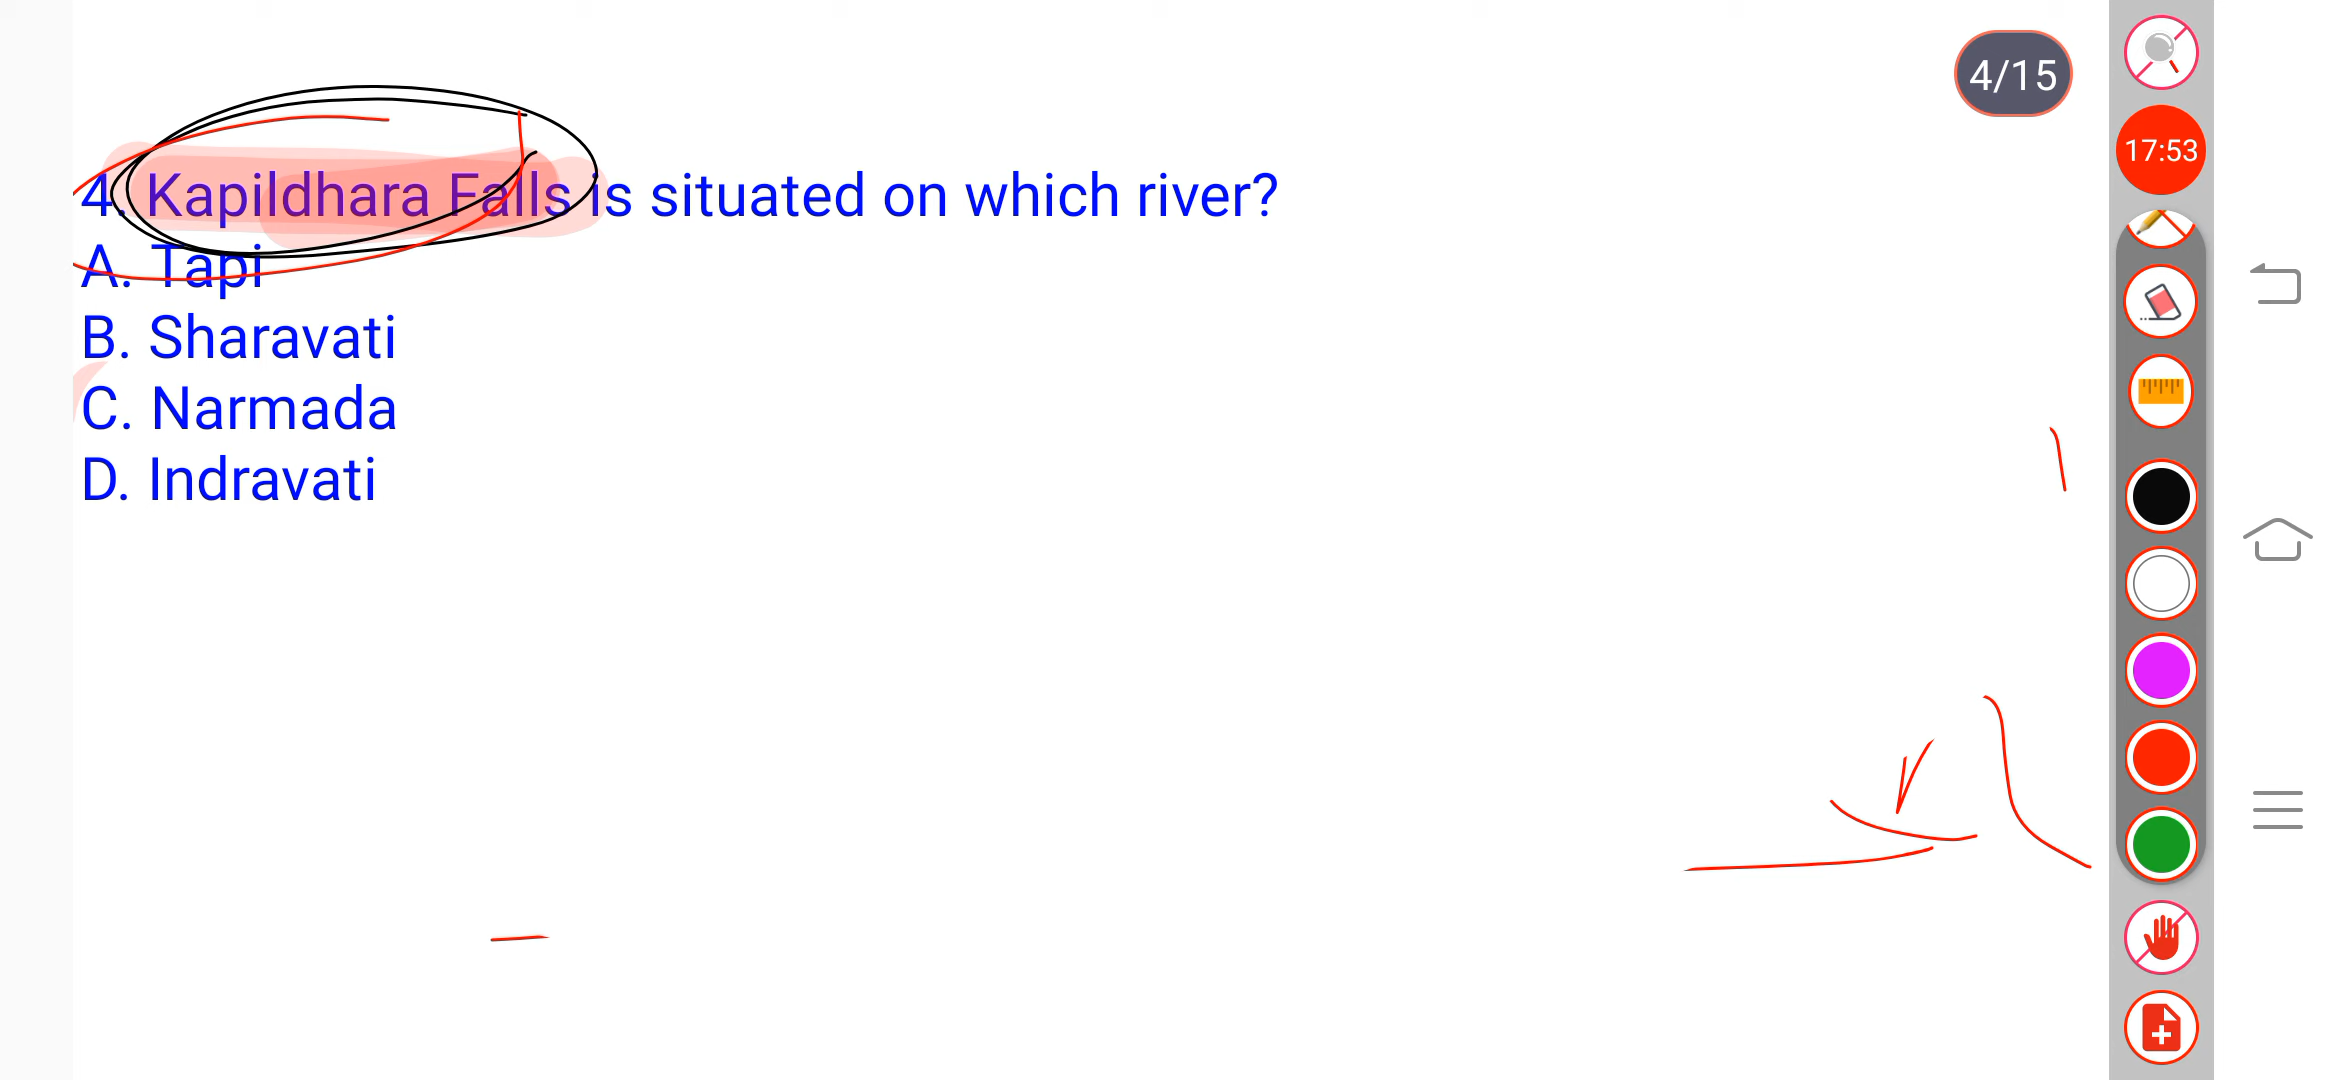 4/15
17:53
4. Kapildhara Falls is situated on which river?
A. Tapi
B. Sharavati
C. Narmada
D. Indravati